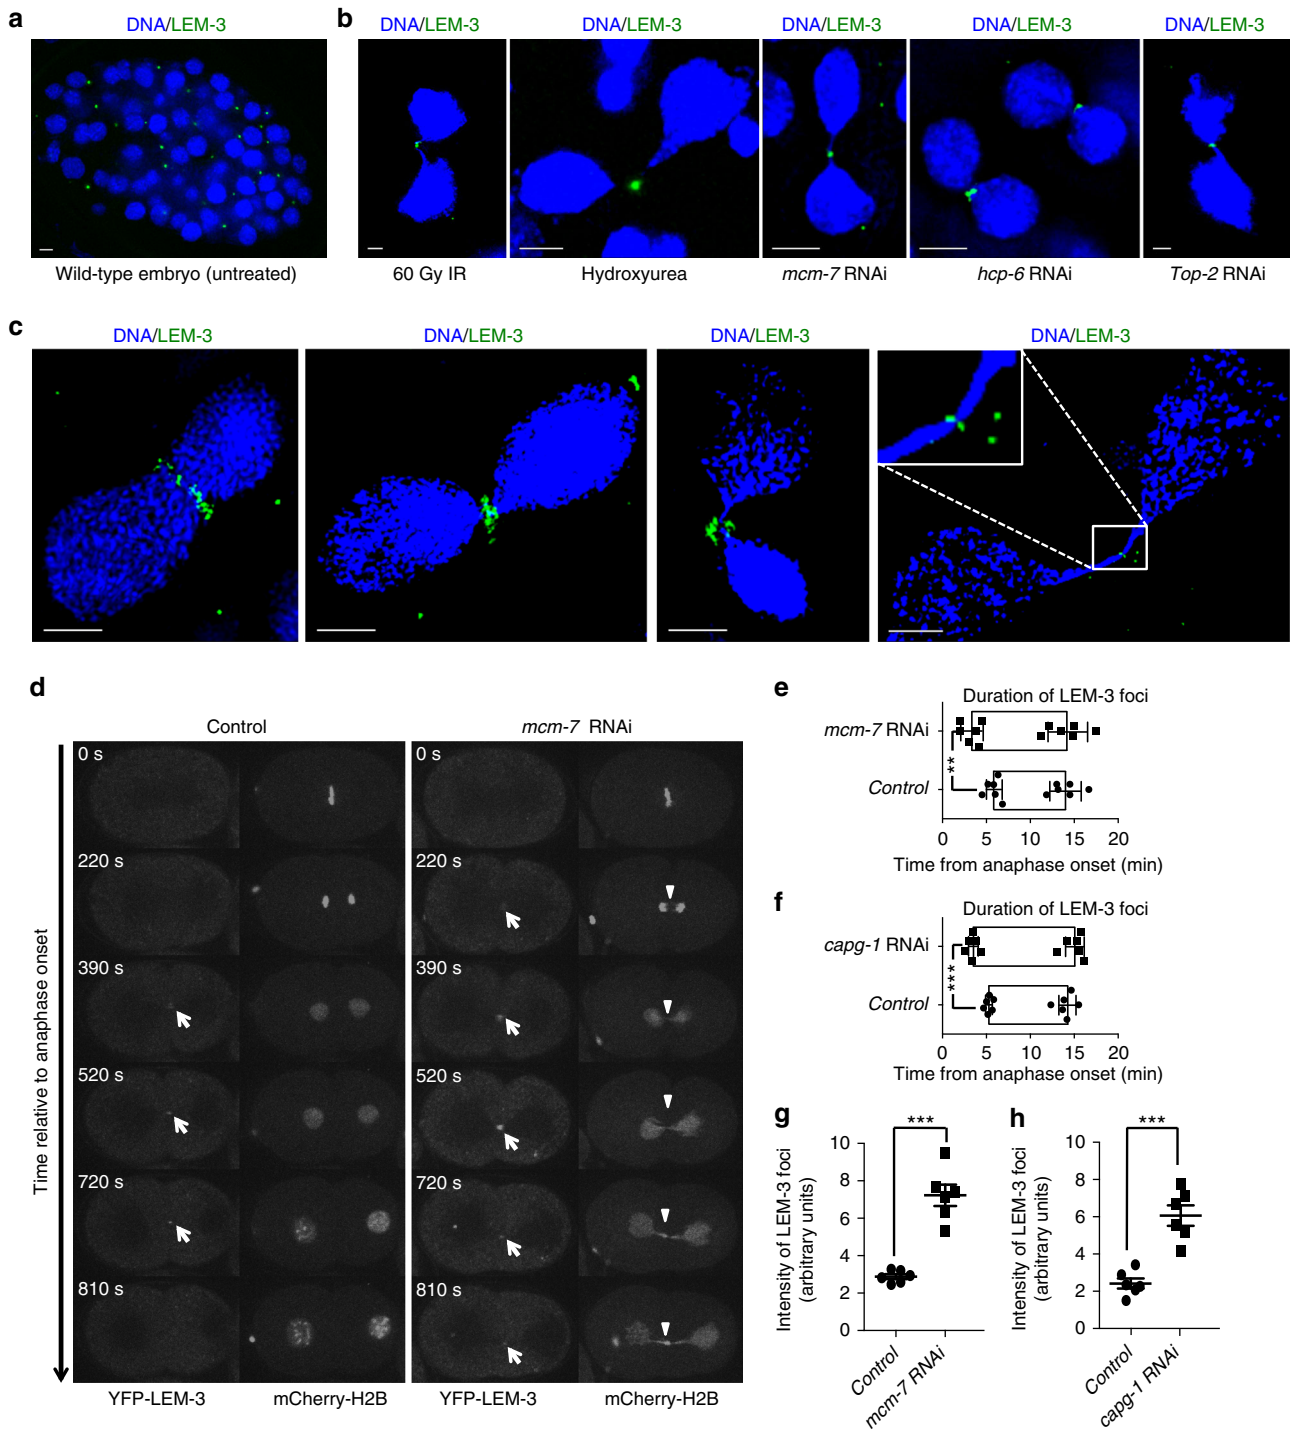 a
DNA/LEM-3
Wild-type embryo (untreated)
b
DNA/LEM-3
DNA/LEM-3
DNA/LEM-3
DNA/LEM-3
DNA/LEM-3
60 Gy IR
Hydroxyurea
mcm-7 RNAi
hcp-6 RNAi
Top-2 RNAi
c
DNA/LEM-3
DNA/LEM-3
DNA/LEM-3
DNA/LEM-3
d
Control
mcm-7 RNAi
Time relative to anaphase onset
0 s
0 s
220 s
220 s
390 s
390 s
520 s
520 s
720 s
720 s
810 s
810 s
YFP-LEM-3
mCherry-H2B
YFP-LEM-3
mCherry-H2B
e
Duration of LEM-3 foci
mcm-7 RNAi
**
Control
0 5 10 15 20
Time from anaphase onset (min)
f
Duration of LEM-3 foci
capg-1 RNAi
***
Control
0 5 10 15 20
Time from anaphase onset (min)
g
***
Intensity of LEM-3 foci
(arbitrary units)
10
8
6
4
2
0
Control
mcm-7 RNAi
h
***
Intensity of LEM-3 foci
(arbitrary units)
10
8
6
4
2
0
Control
capg-1 RNAi